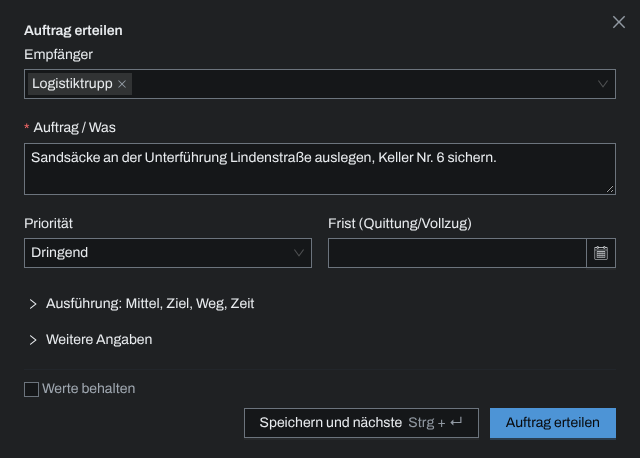 Auftrag erteilen
Empfänger
Logistiktrupp
* Auftrag / Was
Sandsäcke an der Unterführung Lindenstraße auslegen, Keller Nr. 6 sichern.
Priorität
Frist (Quittung/Vollzug)
Dringend
Ausführung: Mittel, Ziel, Weg, Zeit
Weitere Angaben
Werte behalten
Speichern und nächste Strg + ↵
Auftrag erteilen